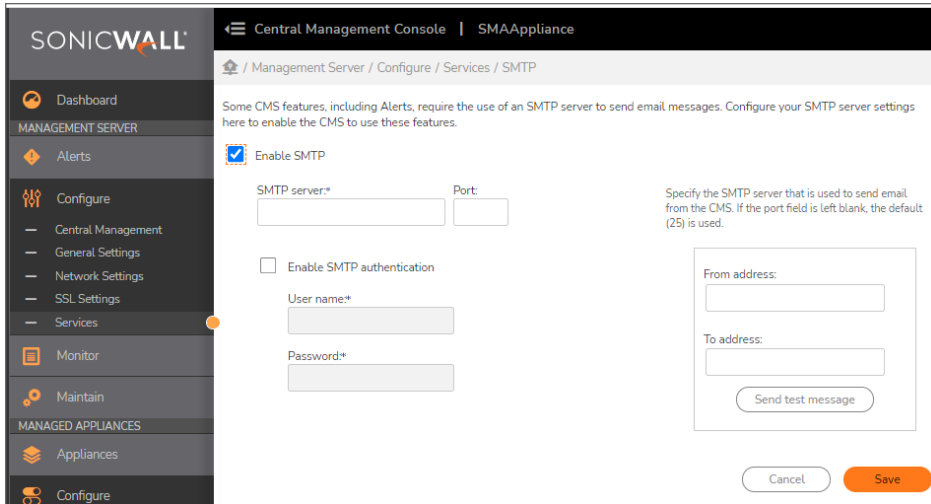 SONICWALL
Central Management Console | SMAAppliance
/ Management Server / Configure / Services / SMTP
Dashboard
MANAGEMENT SERVER
Alerts
Configure
— Central Management
— General Settings
— Network Settings
— SSL Settings
— Services
Monitor
Maintain
MANAGED APPLIANCES
Appliances
Configure
Some CMS features, including Alerts, require the use of an SMTP server to send email messages. Configure your SMTP server settings
here to enable the CMS to use these features.
Enable SMTP
SMTP server:*
Port:
Specify the SMTP server that is used to send email
from the CMS. If the port field is left blank, the default
(25) is used.
Enable SMTP authentication
User name:*
Password:*
From address:
To address:
Send test message
Cancel
Save